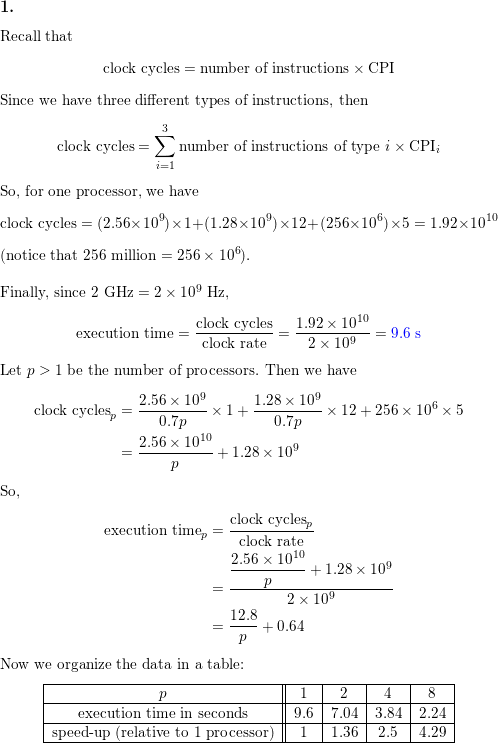 1.
Recall that
clock cycles = number of instructions × CPI
Since we have three different types of instructions, then
clock cycles = ∑_{i=1}^{3} number of instructions of type i × CPI_i
So, for one processor, we have
clock cycles = (2.56×10^9)×1+(1.28×10^9)×12+(256×10^6)×5 = 1.92×10^{10}
(notice that 256 million = 256 × 10^6).
Finally, since 2 GHz = 2 × 10^9 Hz,
execution time = \frac{clock cycles}{clock rate} = \frac{1.92 × 10^{10}}{2 × 10^9} = 9.6 s
Let p > 1 be the number of processors. Then we have
clock cycles_p = \frac{2.56 × 10^9}{0.7p} × 1 + \frac{1.28 × 10^9}{0.7p} × 12 + 256 × 10^6 × 5
= \frac{2.56 × 10^{10}}{p} + 1.28 × 10^9
So,
execution time_p = \frac{clock cycles_p}{clock rate}
= \frac{\frac{2.56 × 10^{10}}{p} + 1.28 × 10^9}{2 × 10^9}
= \frac{12.8}{p} + 0.64
Now we organize the data in a table:
p 1 2 4 8
execution time in seconds 9.6 7.04 3.84 2.24
speed-up (relative to 1 processor) 1 1.36 2.5 4.29